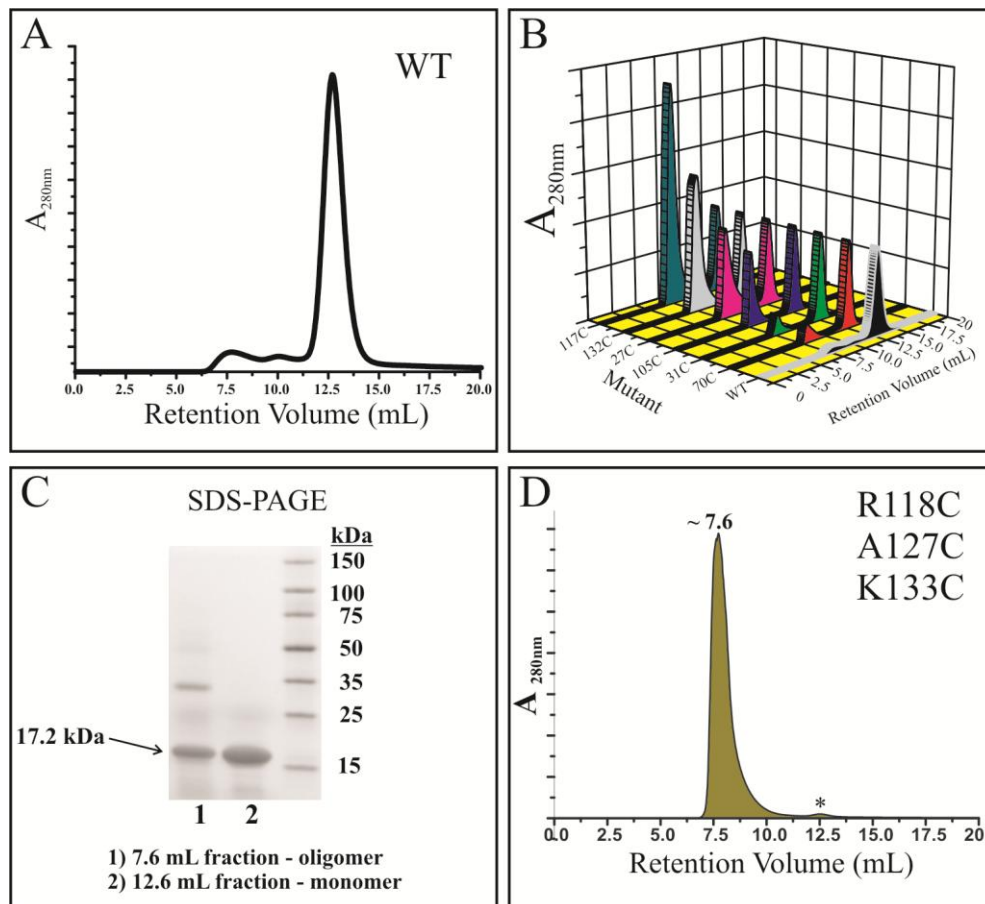 A
WT
A280nm
0.0 2.5 5.0 7.5 10.0 12.5 15.0 17.5 20.0
Retention Volume (mL)
B
A280nm
117C
132C
27C
105C
31C
70C
WT
Mutant
0
2.5
5.0
7.5
10.0
12.5
15.0
17.5
20
Retention Volume (mL)
C
SDS-PAGE
kDa
150
100
75
50
35
25
17.2 kDa
15
1 2
1) 7.6 mL fraction - oligomer
2) 12.6 mL fraction - monomer
D
~ 7.6
R118C
A127C
K133C
A 280nm
*
0.0 2.5 5.0 7.5 10.0 12.5 15.0 17.5 20
Retention Volume (mL)